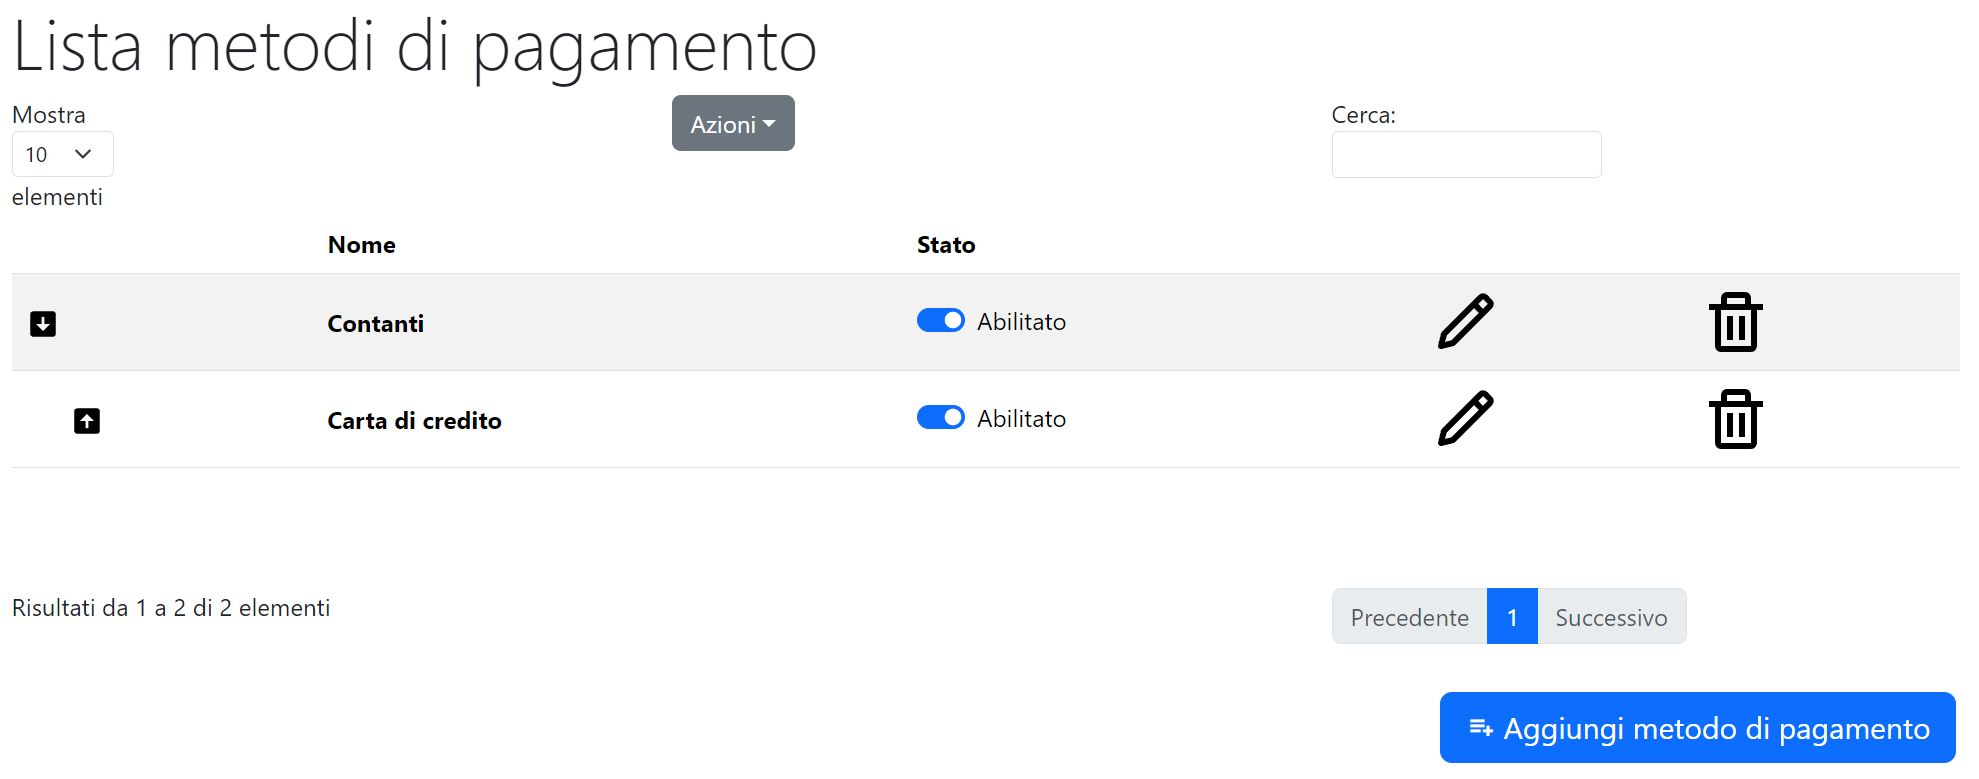 Lista metodi di pagamento
Mostra
10
elementi
Azioni
Cerca:
Nome Stato
Contanti Abilitato
Carta di credito Abilitato
Risultati da 1 a 2 di 2 elementi
Precedente 1 Successivo
Aggiungi metodo di pagamento